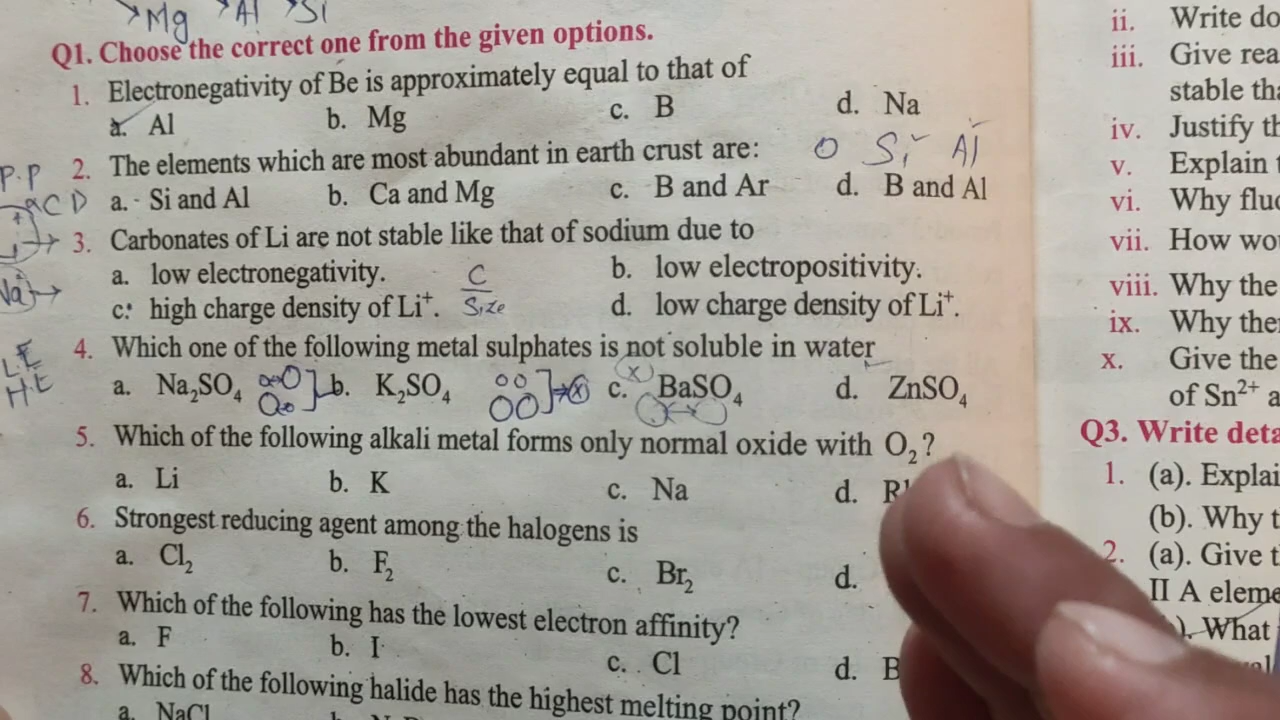 Mg Al Si
Q1. Choose the correct one from the given options.
1. Electronegativity of Be is approximately equal to that of
a. Al b. Mg c. B d. Na
2. The elements which are most abundant in earth crust are: O Si Al
a. Si and Al b. Ca and Mg c. B and Ar d. B and Al
P.P
CD
3. Carbonates of Li are not stable like that of sodium due to
a. low electronegativity. b. low electropositivity.
c. high charge density of Li⁺. d. low charge density of Li⁺.
C
Size
4. Which one of the following metal sulphates is not soluble in water
L.E
H.E
a. Na₂SO₄ b. K₂SO₄ c. BaSO₄ d. ZnSO₄
5. Which of the following alkali metal forms only normal oxide with O₂?
a. Li b. K c. Na d.
6. Strongest reducing agent among the halogens is
a. Cl₂ b. F₂ c. Br₂ d.
7. Which of the following has the lowest electron affinity?
a. F b. I c. Cl d. B
8. Which of the following halide has the highest melting point?
a. NaCl
ii. Write do
iii. Give rea
stable tha
iv. Justify th
v. Explain
vi. Why fluo
vii. How wo
viii. Why the
ix. Why the
x. Give the
of Sn²⁺ a
Q3. Write deta
1. (a). Explai
(b). Why t
2. (a). Give t
II A eleme
). What